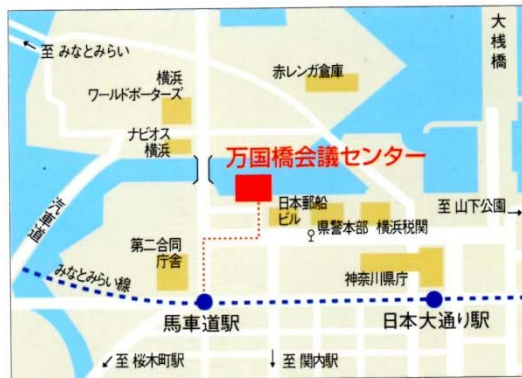 至 みなとみらい
大桟橋
横浜
ワールドポーターズ
赤レンガ倉庫
ナビオス
横浜
万国橋会議センター
汽車道
日本郵船
ビル
県警本部 横浜税関
至 山下公園
第二合同
庁舎
みなとみらい線
神奈川県庁
馬車道駅
日本大通り駅
至 桜木町駅
至 関内駅